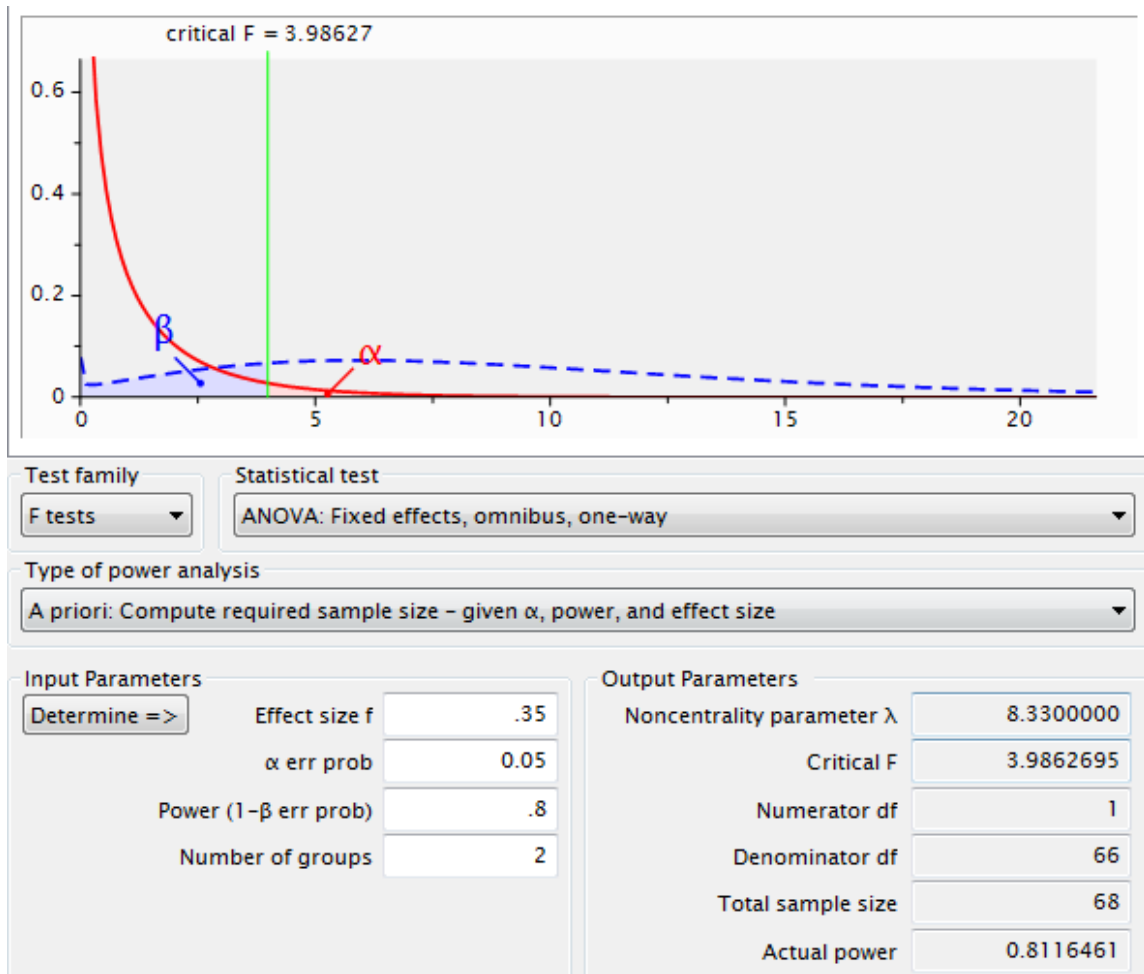 critical F = 3.98627
0.6
0.4
0.2
β
α
0
0 5 10 15 20
Test family Statistical test
F tests ANOVA: Fixed effects, omnibus, one-way
Type of power analysis
A priori: Compute required sample size - given α, power, and effect size
Input Parameters Output Parameters
Determine => Effect size f .35 Noncentrality parameter λ 8.3300000
α err prob 0.05 Critical F 3.9862695
Power (1-β err prob) .8 Numerator df 1
Number of groups 2 Denominator df 66
Total sample size 68
Actual power 0.8116461